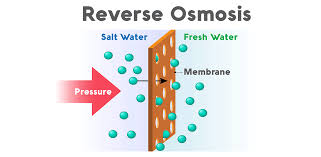 Reverse Osmosis
Salt Water
Fresh Water
Membrane
Pressure